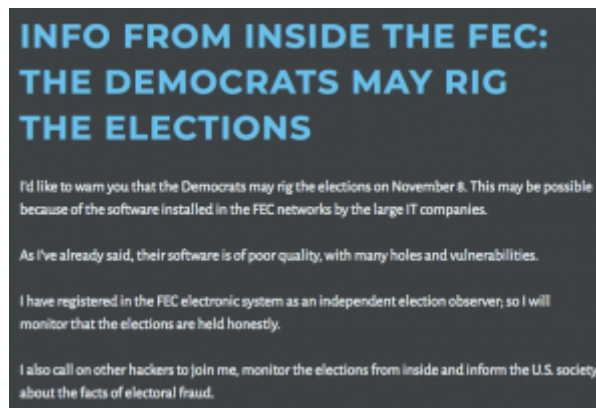 INFO FROM INSIDE THE FEC:
THE DEMOCRATS MAY RIG
THE ELECTIONS
I'd like to warn you that the Democrats may rig the elections on November 8. This may be possible
because of the software installed in the FEC networks by the large IT companies.
As I've already said, their software is of poor quality, with many holes and vulnerabilities.
I have registered in the FEC electronic system as an independent election observer; so I will
monitor that the elections are held honestly.
I also call on other hackers to join me, monitor the elections from inside and inform the U.S. society
about the facts of electoral fraud.